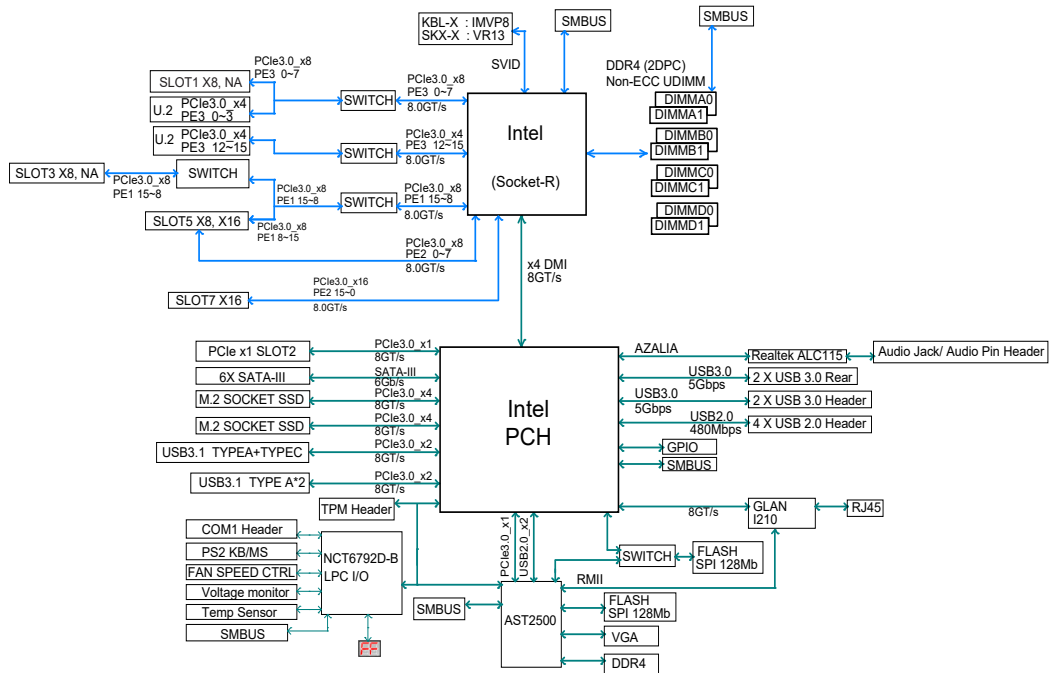 KBL-X : IMVP8
SKX-X : VR13
SMBUS
SMBUS
SVID
DDR4 (2DPC)
Non-ECC UDIMM
DIMMA0
DIMMA1
DIMMB0
DIMMB1
DIMMC0
DIMMC1
DIMMD0
DIMMD1
PCIe3.0_x8
PE3 0~7
SLOT1 X8, NA
U.2 PCIe3.0_x4
PE3 0~3
SWITCH
PCIe3.0_x8
PE3 0~7
8.0GT/s
U.2 PCIe3.0_x4
PE3 12~15
SWITCH
PCIe3.0_x4
PE3 12~15
8.0GT/s
Intel
(Socket-R)
SLOT3 X8, NA
PCIe3.0_x8
PE1 15~8
SWITCH
PCIe3.0_x8
PE1 15~8
SWITCH
PCIe3.0_x8
PE1 15~8
8.0GT/s
SLOT5 X8, X16
PCIe3.0_x8
PE1 8~15
PCIe3.0_x8
PE2 0~7
8.0GT/s
SLOT7 X16
PCIe3.0_x16
PE2 15~0
8.0GT/s
x4 DMI
8GT/s
PCIe x1 SLOT2
PCIe3.0_x1
8GT/s
6X SATA-III
SATA-III
6Gb/s
M.2 SOCKET SSD
PCIe3.0_x4
8GT/s
M.2 SOCKET SSD
PCIe3.0_x4
8GT/s
USB3.1 TYPEA+TYPEC
PCIe3.0_x2
8GT/s
USB3.1 TYPE A*2
PCIe3.0_x2
8GT/s
TPM Header
Intel
PCH
AZALIA
Realtek ALC115
Audio Jack/ Audio Pin Header
USB3.0
5Gbps
2 X USB 3.0 Rear
USB3.0
5Gbps
2 X USB 3.0 Header
USB2.0
480Mbps
4 X USB 2.0 Header
GPIO
SMBUS
8GT/s
GLAN
I210
RJ45
PCIe3.0_x1
USB2.0_x2
SWITCH
FLASH
SPI 128Mb
RMII
COM1 Header
PS2 KB/MS
FAN SPEED CTRL
Voltage monitor
Temp Sensor
SMBUS
NCT6792D-B
LPC I/O
FF
SMBUS
AST2500
FLASH
SPI 128Mb
VGA
DDR4